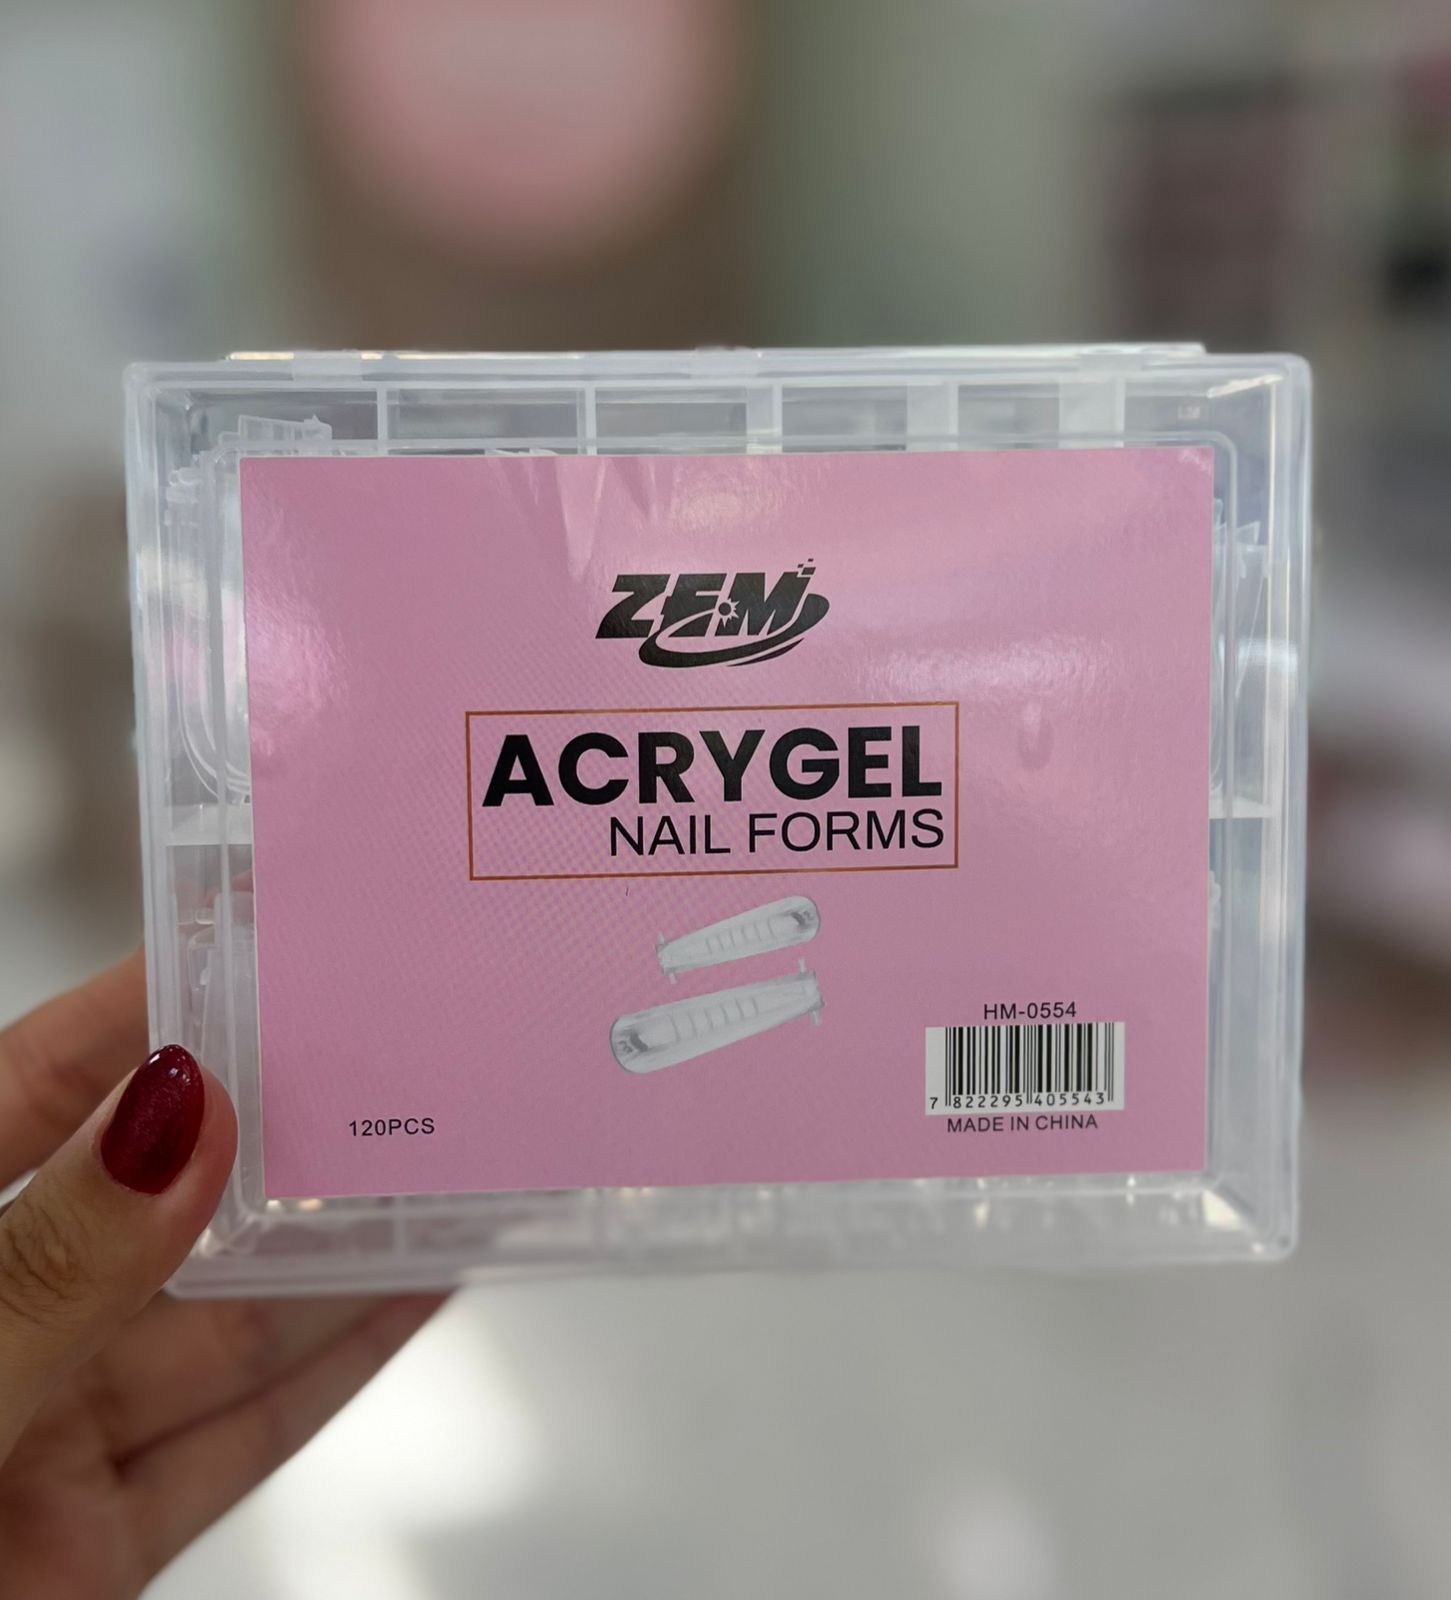 ZEM
ACRYGEL
NAIL FORMS
HM-0554
7 822295 405543
MADE IN CHINA
120PCS